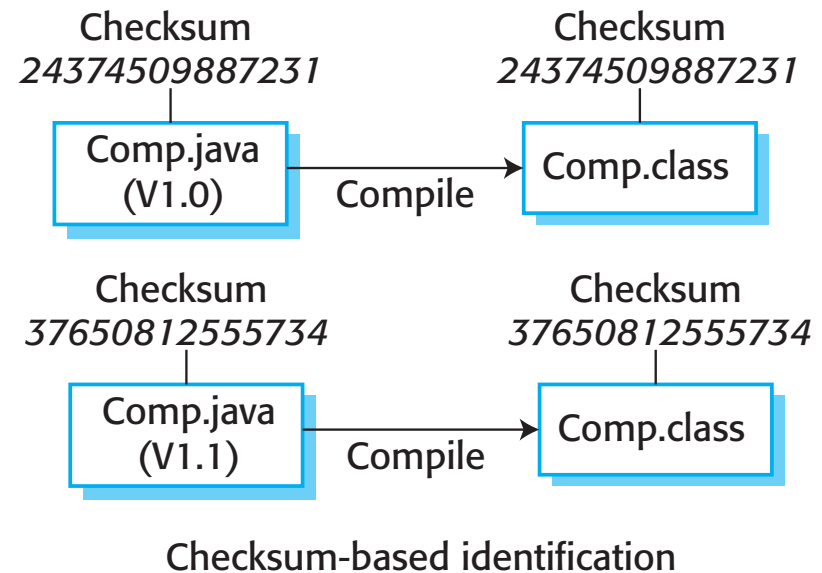 Checksum
24374509887231
Checksum
24374509887231
Comp.java
(V1.0)
Compile
Comp.class
Checksum
37650812555734
Checksum
37650812555734
Comp.java
(V1.1)
Compile
Comp.class
Checksum-based identification